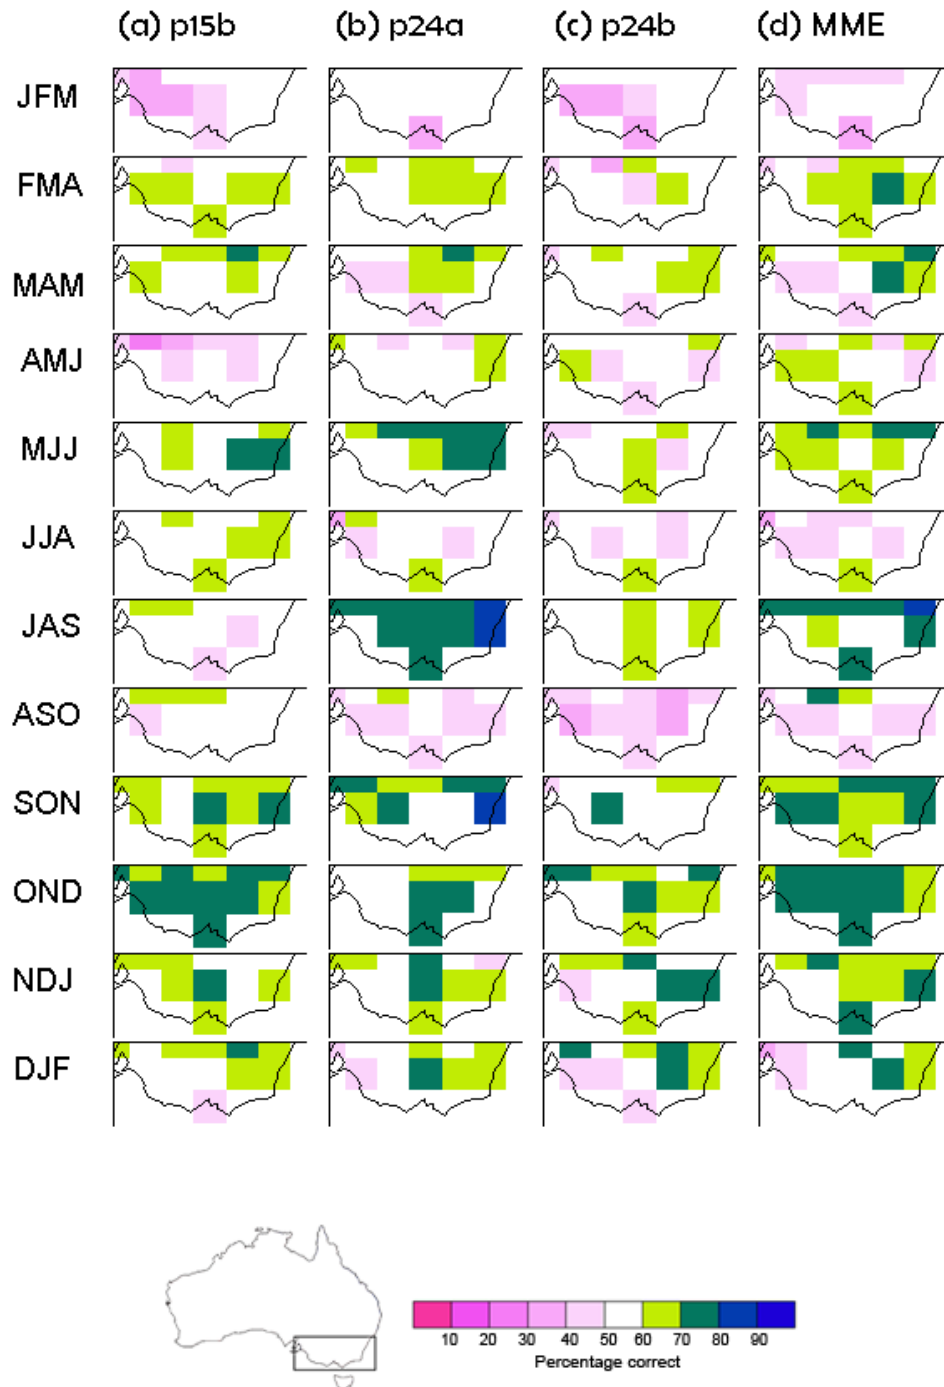 (a) p15b (b) p24a (c) p24b (d) MME
JFM
FMA
MAM
AMJ
MJJ
JJA
JAS
ASO
SON
OND
NDJ
DJF
10 20 30 40 50 60 70 80 90
Percentage correct